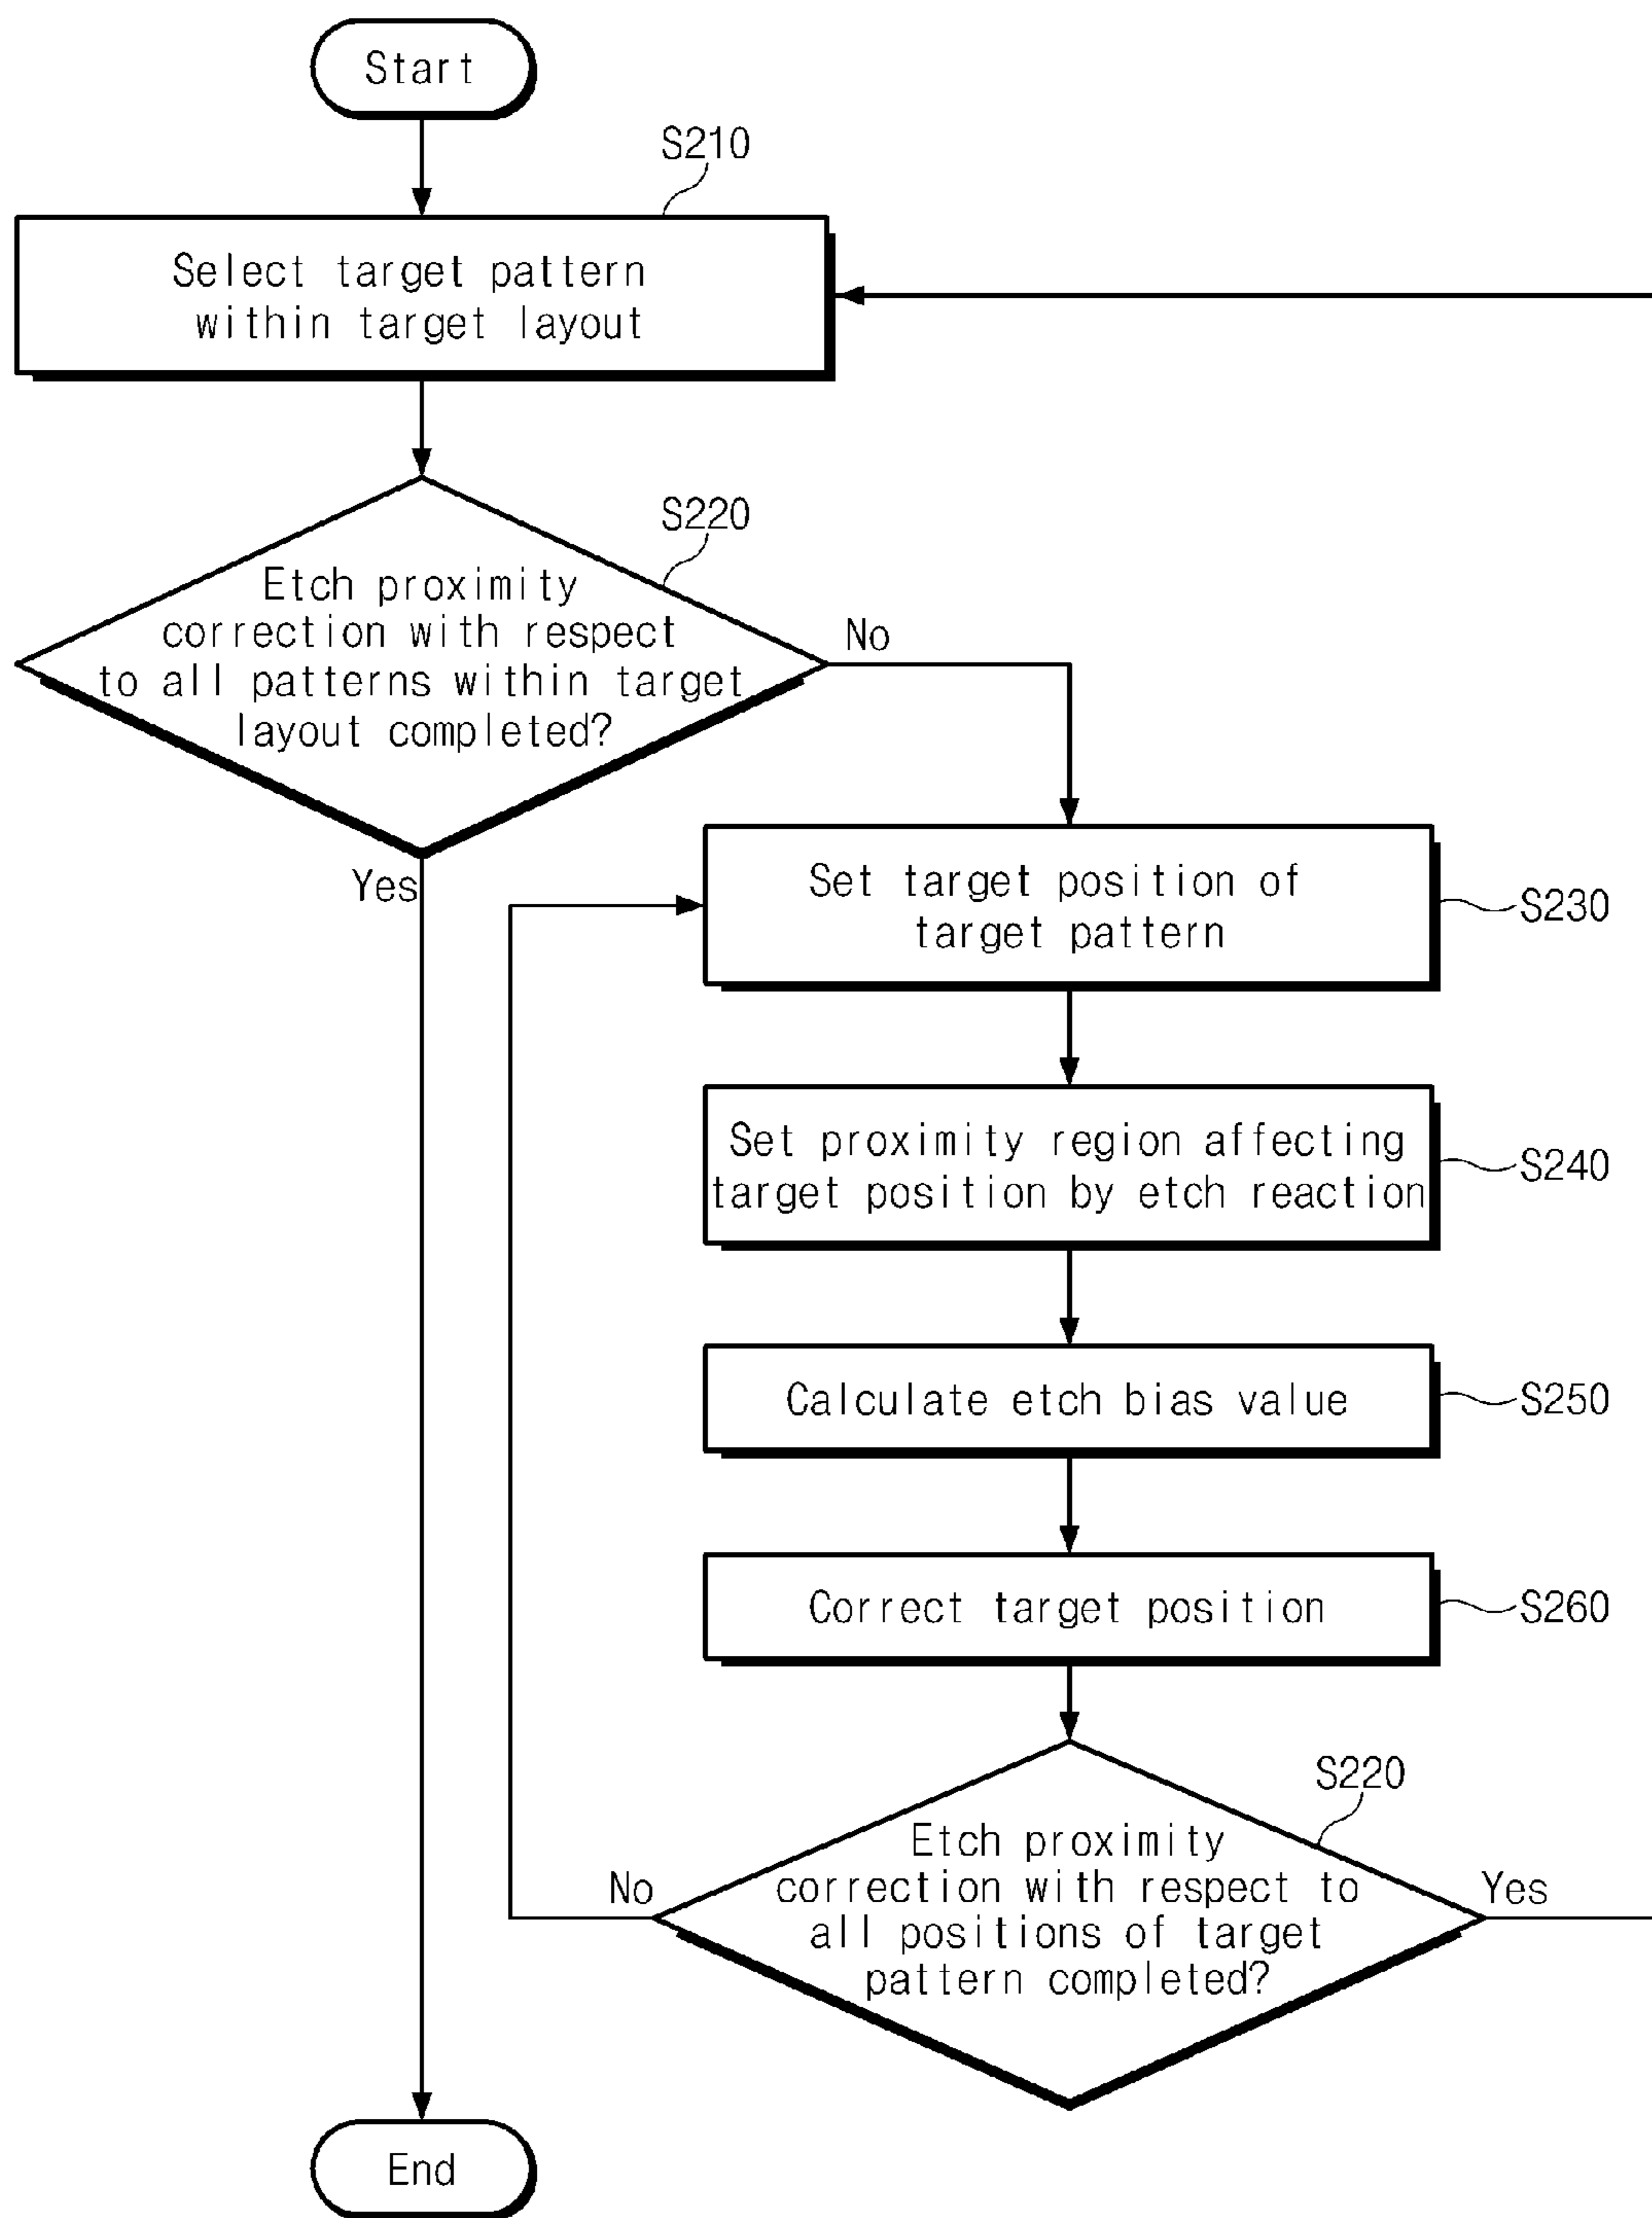 Start
S210
Select target pattern
within target layout
S220
Etch proximity
correction with respect
to all patterns within target
layout completed?
No
Yes
Set target position of
target pattern
S230
Set proximity region affecting
target position by etch reaction
S240
Calculate etch bias value
S250
Correct target position
S260
S220
Etch proximity
correction with respect to
all positions of target
pattern completed?
No
Yes
End